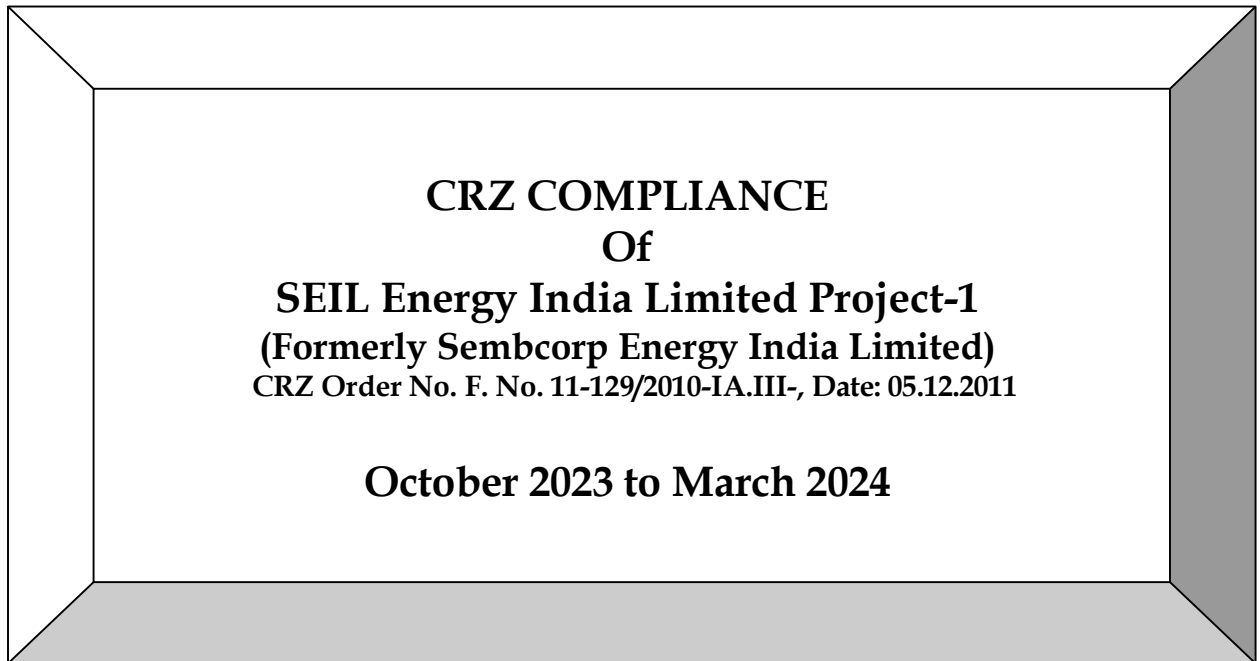 CRZ COMPLIANCE
Of
SEIL Energy India Limited Project-1
(Formerly Sembcorp Energy India Limited)
CRZ Order No. F. No. 11-129/2010-IA.III-, Date: 05.12.2011
October 2023 to March 2024